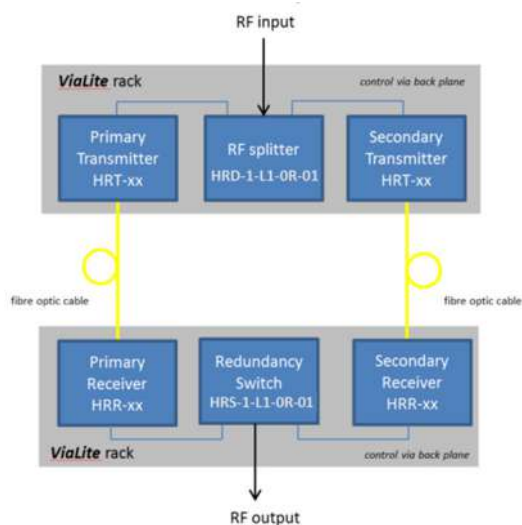 RF input
ViaLite rack
control via back plane
Primary
Transmitter
HRT-xx
RF splitter
HRD-1-L1-0R-01
Secondary
Transmitter
HRT-xx
fibre optic cable
fibre optic cable
Primary
Receiver
HRR-xx
Redundancy
Switch
HRS-1-L1-0R-01
Secondary
Receiver
HRR-xx
ViaLite rack
control via back plane
RF output